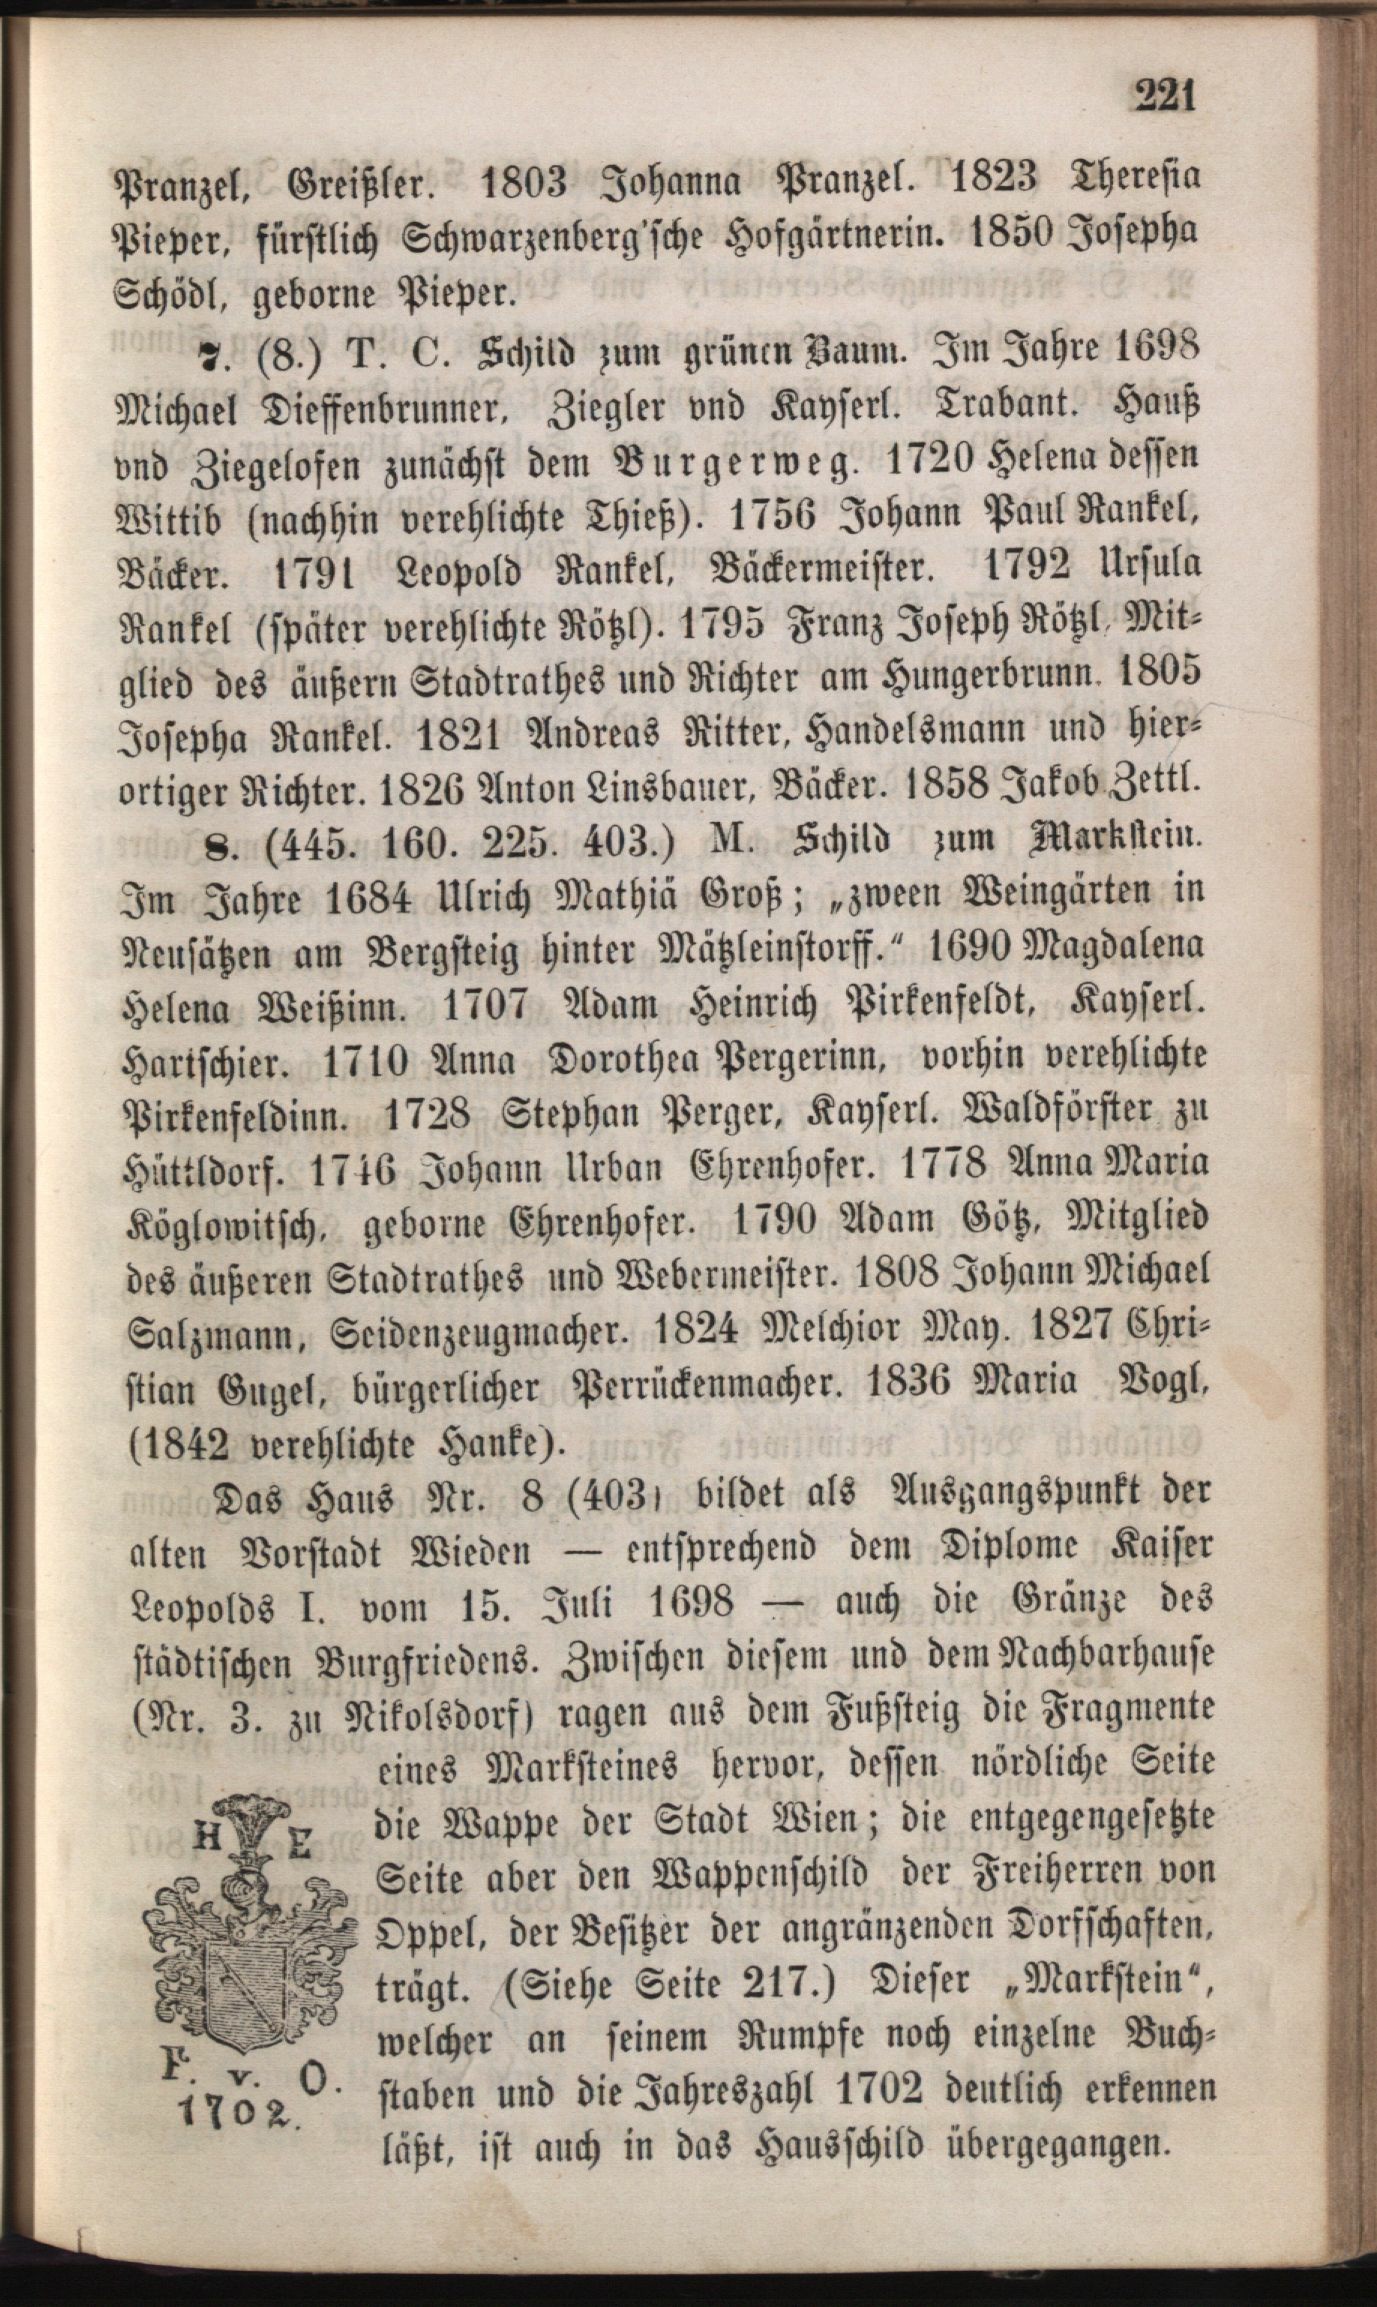 221
Pranzel, Greißler. 1803 Johanna Pranzel. 1823 Theresia
Pieper, fürstlich Schwarzenberg'sche Hofgärtnerin. 1850 Josepha
Schödl, geborne Pieper.
7. (8.) T. C. Schild zum grünen Baum. Im Jahre 1698
Michael Dieffenbrunner, Ziegler vnd Kayserl. Trabant. Hauß
vnd Ziegelofen zunächst dem Burgerweg. 1720 Helena dessen
Wittib (nachhin verehlichte Thieß). 1756 Johann Paul Rankel,
Bäcker. 1791 Leopold Rankel, Bäckermeister. 1792 Ursula
Rankel (später verehlichte Rötzl). 1795 Franz Joseph Rötzl, Mit-
glied des äußern Stadtrathes und Richter am Hungerbrunn. 1805
Josepha Rankel. 1821 Andreas Ritter, Handelsmann und hier-
ortiger Richter. 1826 Anton Linsbauer, Bäcker. 1858 Jakob Zettl.
8. (445. 160. 225. 403.) M. Schild zum Markstein.
Im Jahre 1684 Ulrich Mathiä Groß; „zween Weingärten in
Neusätzen am Bergsteig hinter Mätzleinstorff.“ 1690 Magdalena
Helena Weißinn. 1707 Adam Heinrich Pirkenfeldt, Kayserl.
Hartschier. 1710 Anna Dorothea Pergerinn, vorhin verehlichte
Pirkenfeldinn. 1728 Stephan Perger, Kayserl. Waldförster zu
Hüttldorf. 1746 Johann Urban Ehrenhofer. 1778 Anna Maria
Köglowitsch, geborne Ehrenhofer. 1790 Adam Götz, Mitglied
des äußeren Stadtrathes und Webermeister. 1808 Johann Michael
Salzmann, Seidenzeugmacher. 1824 Melchior May. 1827 Chri-
stian Gugel, bürgerlicher Perrückenmacher. 1836 Maria Vogl,
(1842 verehlichte Hanke).
Das Haus Nr. 8 (403) bildet als Ausgangspunkt der
alten Vorstadt Wieden — entsprechend dem Diplome Kaiser
Leopolds I. vom 15. Juli 1698 — auch die Gränze des
städtischen Burgfriedens. Zwischen diesem und dem Nachbarhause
(Nr. 3. zu Nikolsdorf) ragen aus dem Fußsteig die Fragmente
eines Marksteines hervor, dessen nördliche Seite
die Wappe der Stadt Wien; die entgegengesetzte
Seite aber den Wappenschild der Freiherren von
Oppel, der Besitzer der angränzenden Dorfschaften,
trägt. (Siehe Seite 217.) Dieser „Markstein“,
welcher an seinem Rumpfe noch einzelne Buch-
staben und die Jahreszahl 1702 deutlich erkennen
läßt, ist auch in das Hausschild übergegangen.
H E
F. v. O.
1702.